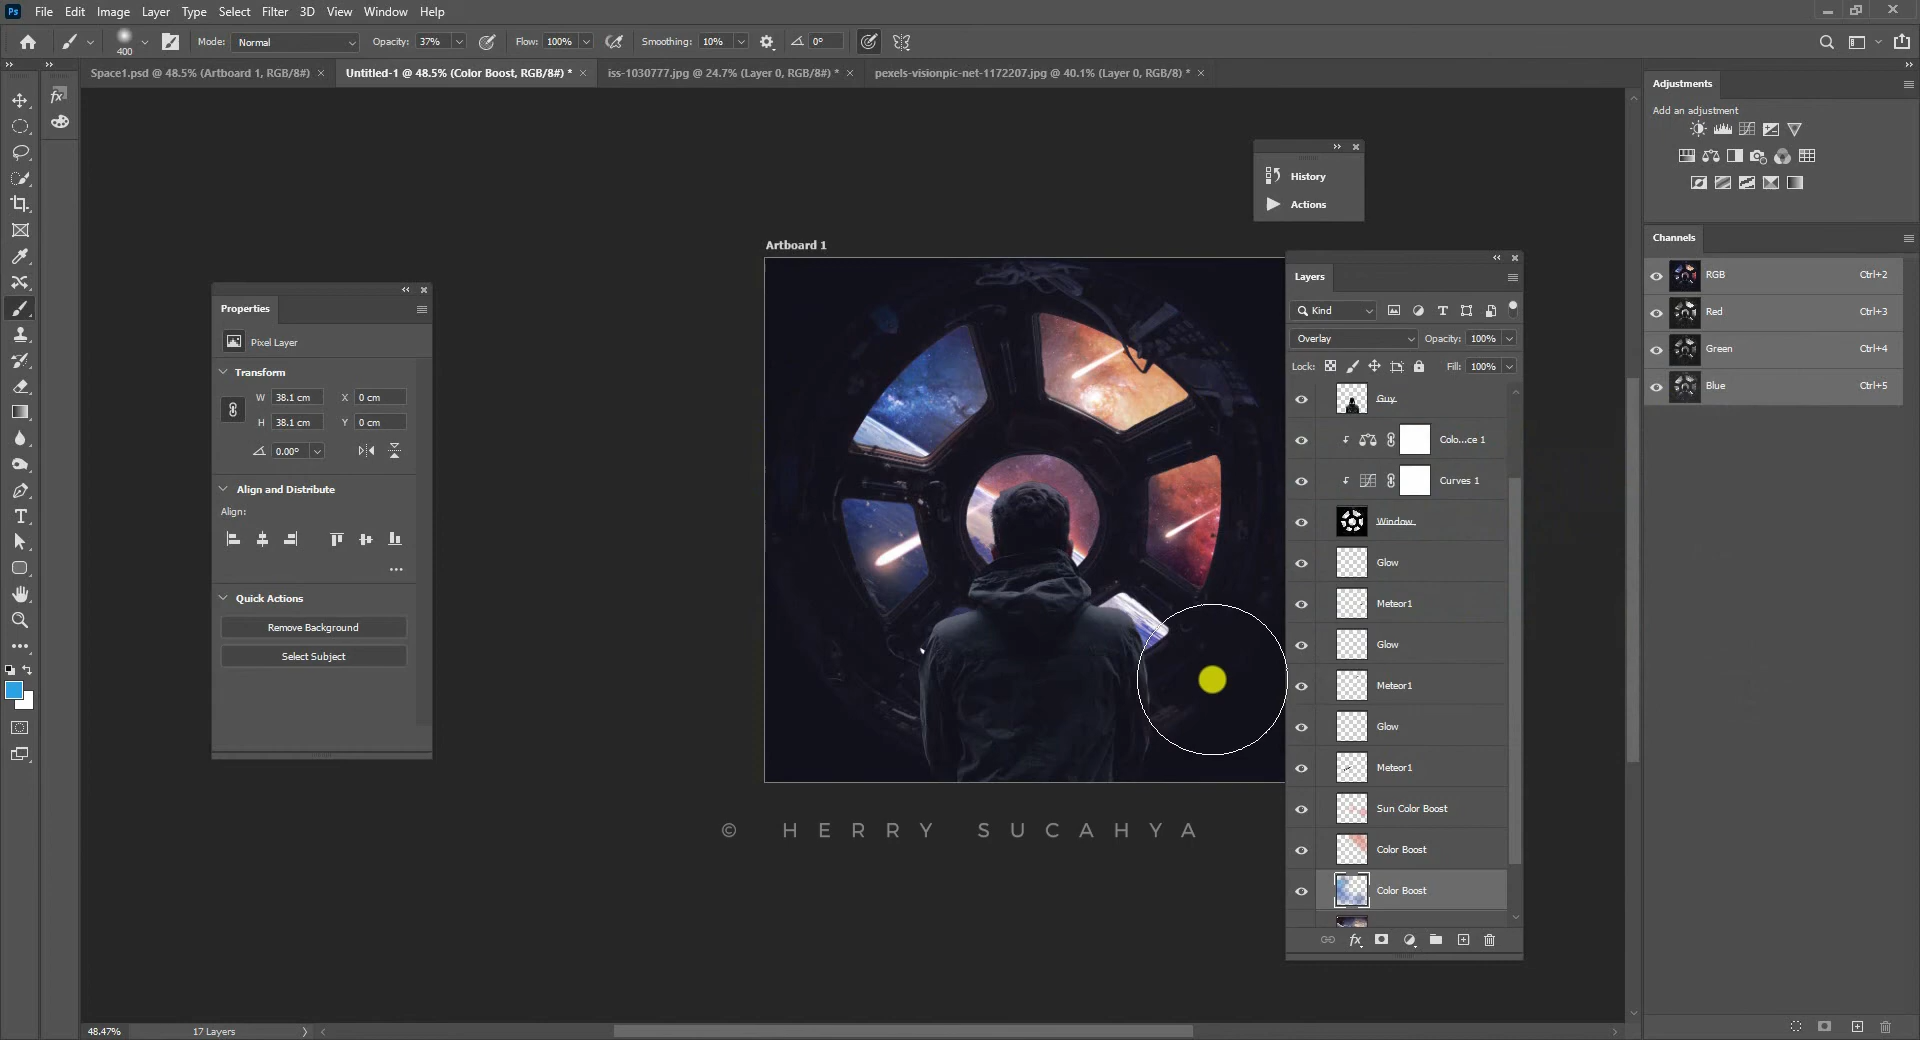 Ps File Edit Image Layer Type Select Filter 3D View Window Help
400 Mode: Normal Opacity: 37% Flow: 100% Smoothing: 10% 0°
Space1.psd @ 48.5% (Artboard 1, RGB/8#) × Untitled-1 @ 48.5% (Color Boost, RGB/8#) * × iss-1030777.jpg @ 24.7% (Layer 0, RGB/8#) * × pexels-visionpic-net-1172207.jpg @ 40.1% (Layer 0, RGB/8) * ×
Adjustments
Add an adjustment
History
Actions
Channels
RGB Ctrl+2
Red Ctrl+3
Green Ctrl+4
Blue Ctrl+5
Artboard 1
Properties
Pixel Layer
Transform
W 38.1 cm X 0 cm
H 38.1 cm Y 0 cm
0.00°
Align and Distribute
Align:
Quick Actions
Remove Background
Select Subject
Layers
Kind
Overlay Opacity: 100%
Lock: Fill: 100%
Guy
Colo...ce 1
Curves 1
Window
Glow
Meteor1
Glow
Meteor1
Glow
Meteor1
Sun Color Boost
Color Boost
Color Boost
fx
© HERRY SUCAHYA
48.47% 17 Layers